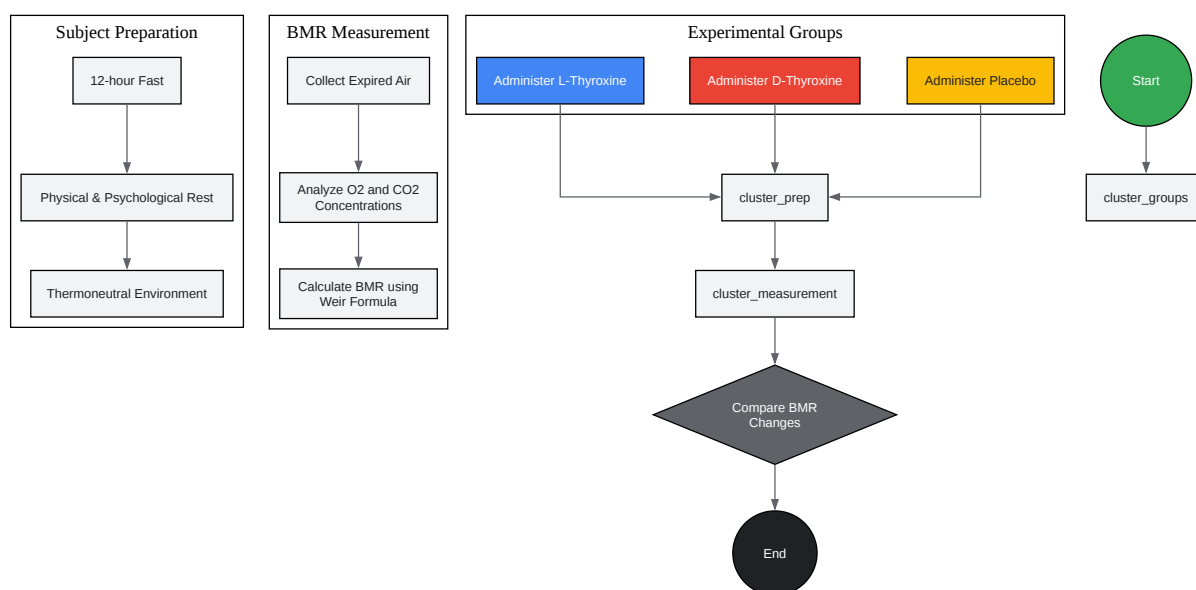 Subject Preparation
12-hour Fast
Physical & Psychological Rest
Thermoneutral Environment
BMR Measurement
Collect Expired Air
Analyze O2 and CO2
Concentrations
Calculate BMR using
Weir Formula
Experimental Groups
Administer L-Thyroxine
Administer D-Thyroxine
Administer Placebo
cluster_prep
cluster_measurement
Compare BMR
Changes
End
Start
cluster_groups